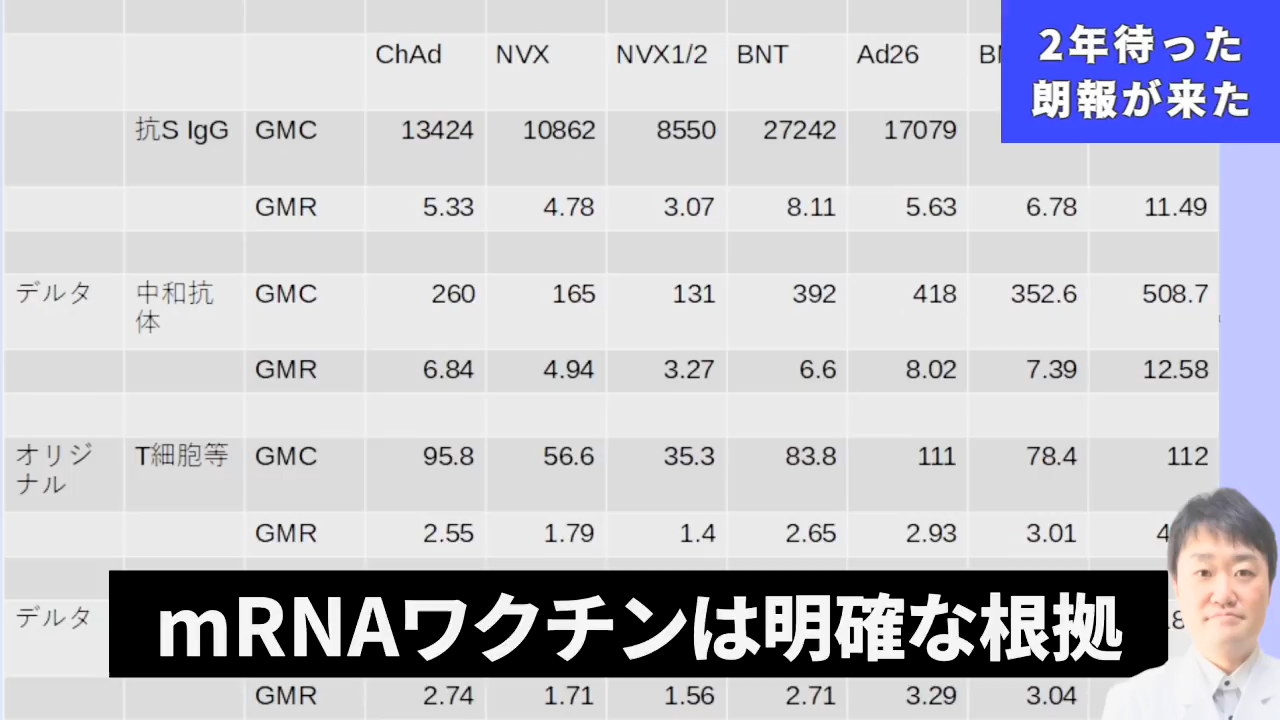 2年待った
朗報が来た
ChAd NVX NVX1/2 BNT Ad26
抗S IgG GMC 13424 10862 8550 27242 17079
GMR 5.33 4.78 3.07 8.11 5.63 6.78 11.49
デルタ 中和抗体 GMC 260 165 131 392 418 352.6 508.7
GMR 6.84 4.94 3.27 6.6 8.02 7.39 12.58
オリジナル T細胞等 GMC 95.8 56.6 35.3 83.8 111 78.4 112
GMR 2.55 1.79 1.4 2.65 2.93 3.01
デルタ
mRNAワクチンは明確な根拠
GMR 2.74 1.71 1.56 2.71 3.29 3.04